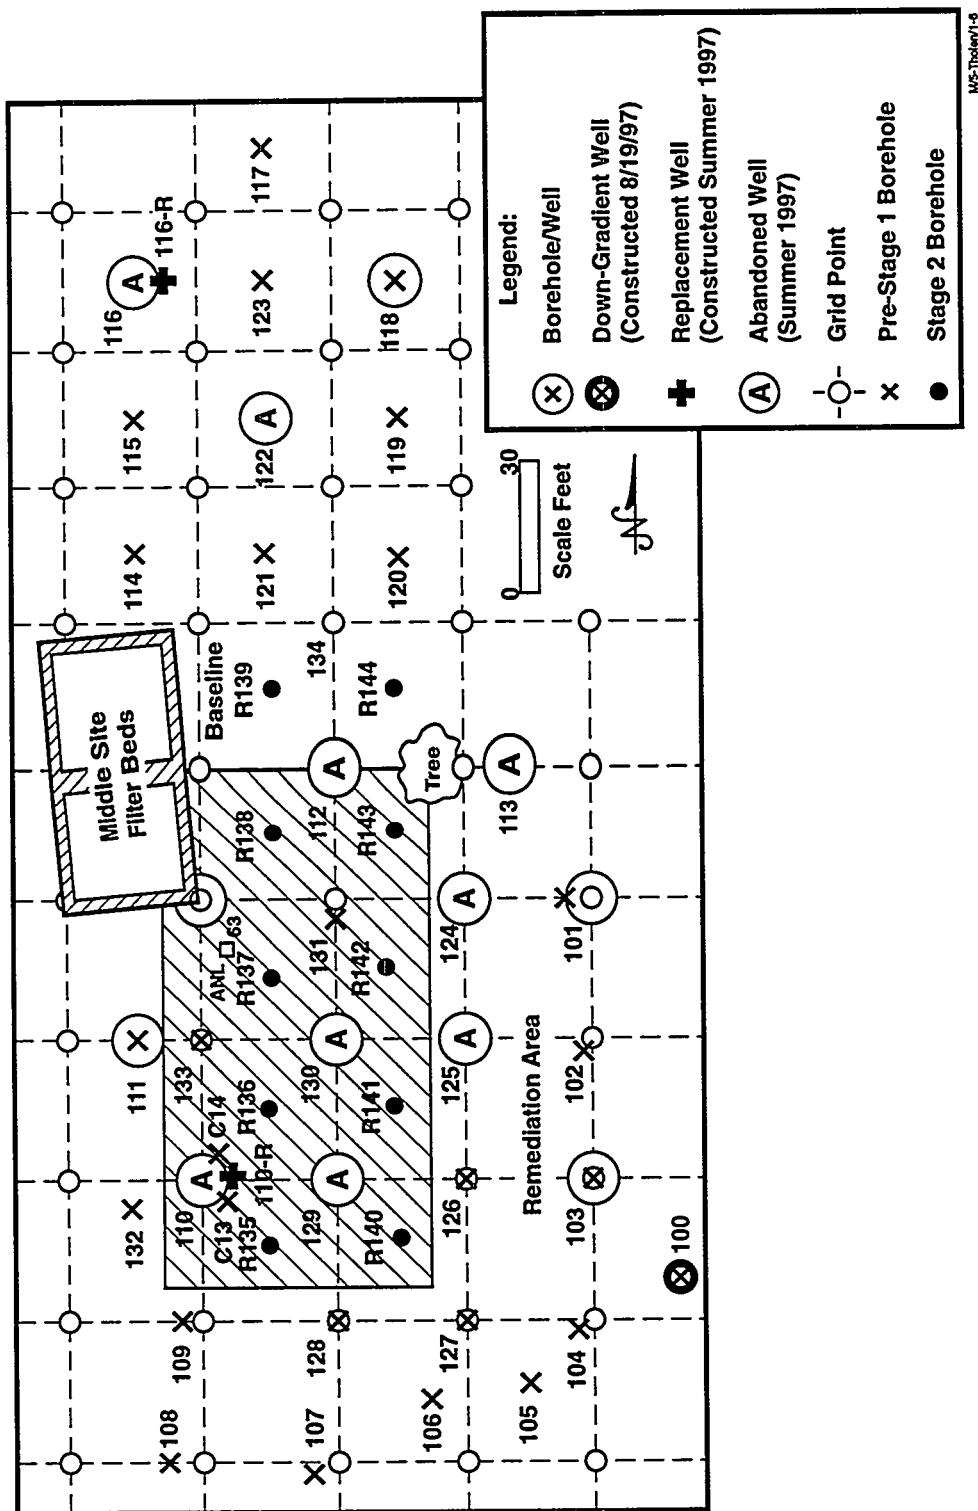 Middle Site
Filter Beds
116
116-R
117
115
114
123
122
121
118
119
120
Baseline
R139
134
R144
Tree
113
R138
112
R143
ANL
63
R137
131
R142
124
101
111
133
130
125
102
C14
R136
R141
132
110
110-R
C13
R135
129
R140
126
103
Remediation Area
100
109
128
127
104
108
107
106
105
0 30
Scale Feet
N
Legend:
Borehole/Well
Down-Gradient Well
(Constructed 8/19/97)
Replacement Well
(Constructed Summer 1997)
A Abandoned Well
(Summer 1997)
Grid Point
Pre-Stage 1 Borehole
Stage 2 Borehole
A
A
A
A
A
A
A
A
A
M/S-Tholen/1-6